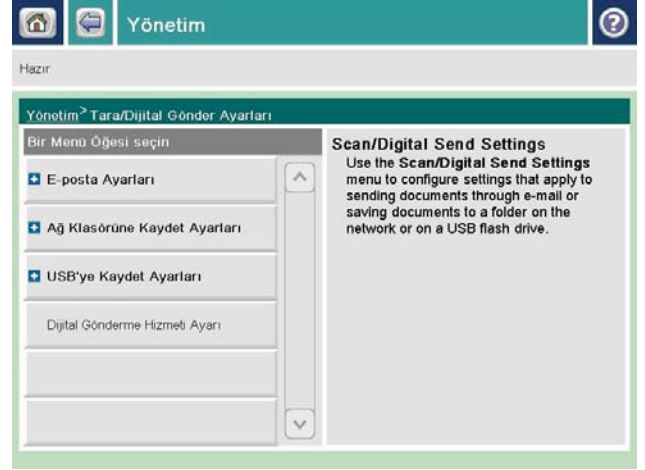 Yönetim
?
Hazır
Yönetim > Tara/Dijital Gönder Ayarları
Bir Menü Öğesi seçin
E-posta Ayarları
Ağ Klasörüne Kaydet Ayarları
USB'ye Kaydet Ayarları
Dijital Gönderme Hizmeti Ayarı
Scan/Digital Send Settings
Use the Scan/Digital Send Settings
menu to configure settings that apply to
sending documents through e-mail or
saving documents to a folder on the
network or on a USB flash drive.